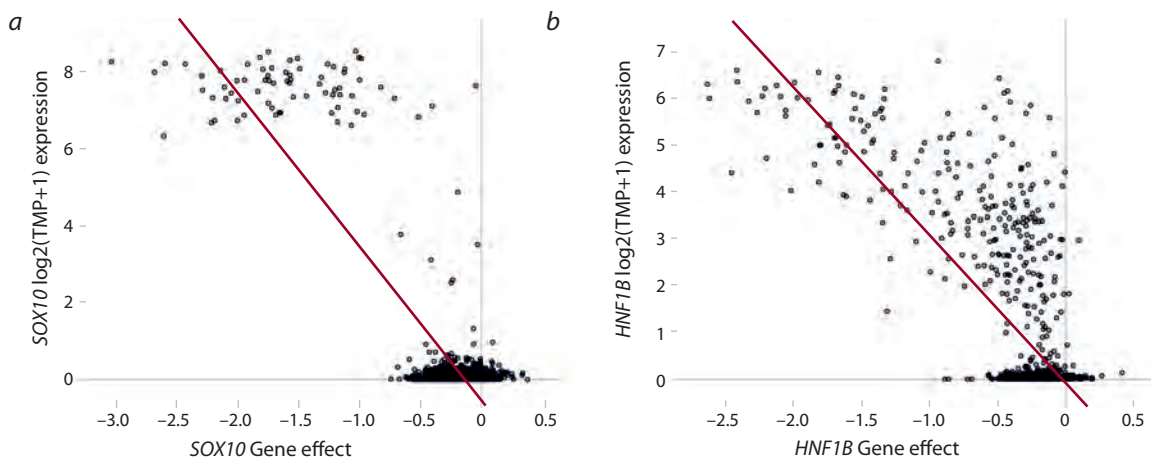 a
SOX10 log2(TMP+1) expression
8
6
4
2
0
−3.0 −2.5 −2.0 −1.5 −1.0 −0.5 0 0.5
SOX10 Gene effect
b
HNF1B log2(TMP+1) expression
7
6
5
4
3
2
1
0
−2.5 −2.0 −1.5 −1.0 −0.5 0 0.5
HNF1B Gene effect